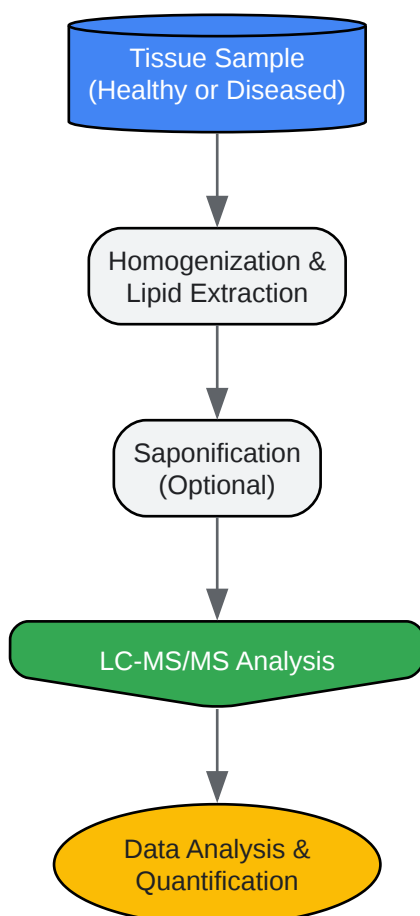 Tissue Sample
(Healthy or Diseased)
Homogenization &
Lipid Extraction
Saponification
(Optional)
LC-MS/MS Analysis
Data Analysis &
Quantification